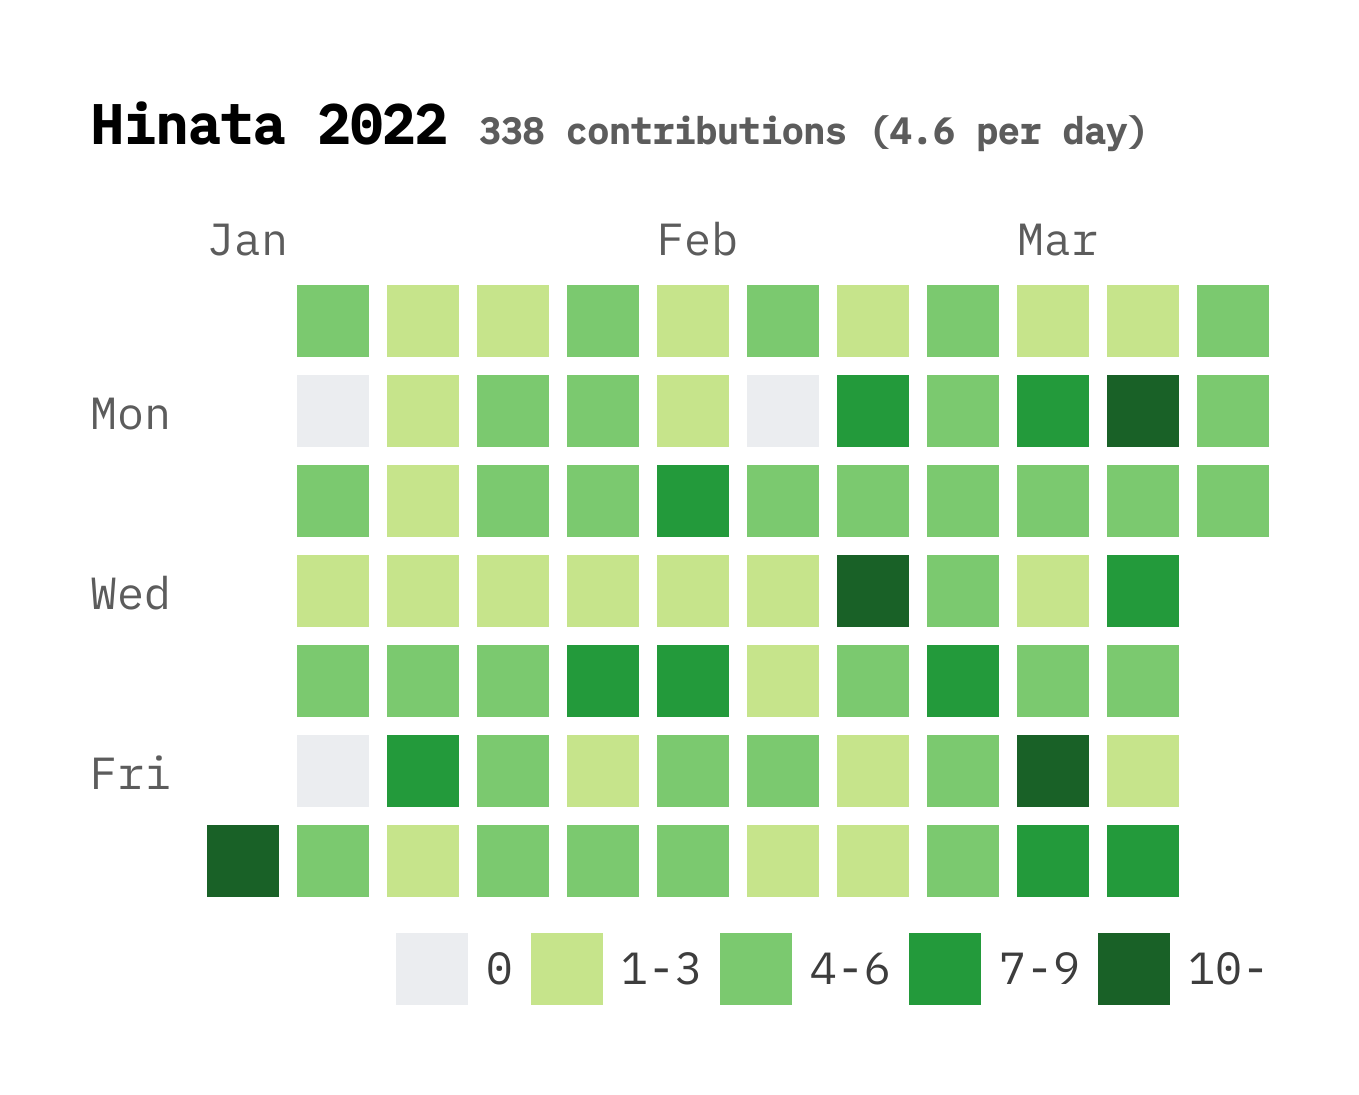 Hinata 2022 338 contributions (4.6 per day)
Jan Feb Mar
Mon
Wed
Fri
0 1-3 4-6 7-9 10-